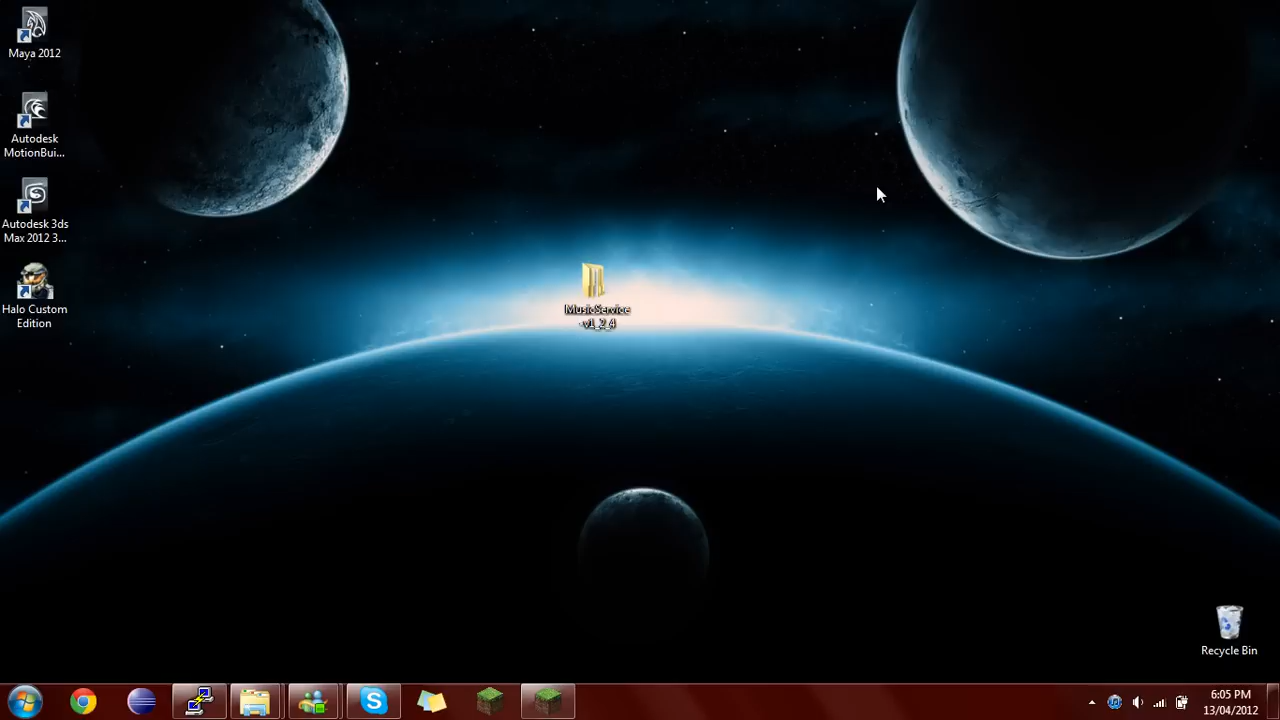 Maya 2012
Autodesk
MotionBui...
Autodesk 3ds
Max 2012 3...
Halo Custom
Edition
MusicService
v1_2_4
Recycle Bin
6:05 PM
13/04/2012